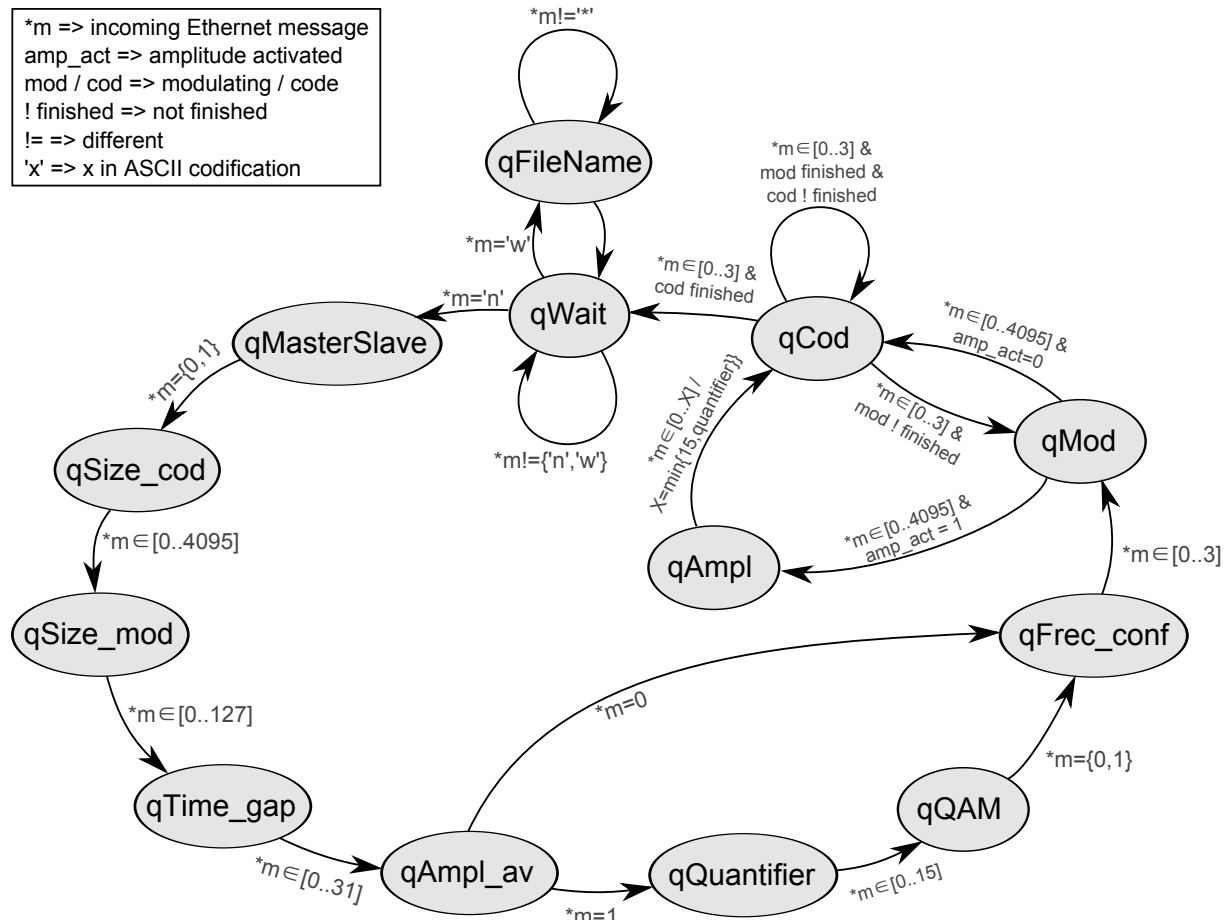 *m => incoming Ethernet message
amp_act => amplitude activated
mod / cod => modulating / code
! finished => not finished
!= => different
'x' => x in ASCII codification
*m!='*'
qFileName
*m='w'
*m∈[0..3] &
mod finished &
cod ! finished
*m∈[0..3] &
cod finished
*m='n'
qWait
qMasterSlave
qCod
*m∈[0..4095] &
amp_act=0
*m={0,1}
*m!={'n','w'}
*m∈[0..X] /
X=min{15,quantifier}}
*m∈[0..3] &
mod ! finished
qMod
qSize_cod
*m∈[0..4095]
*m∈[0..4095] &
amp_act = 1
qAmpl
*m∈[0..3]
qSize_mod
qFrec_conf
*m∈[0..127]
*m=0
*m={0,1}
qTime_gap
qQAM
*m∈[0..31]
qAmpl_av
qQuantifier
*m∈[0..15]
*m=1